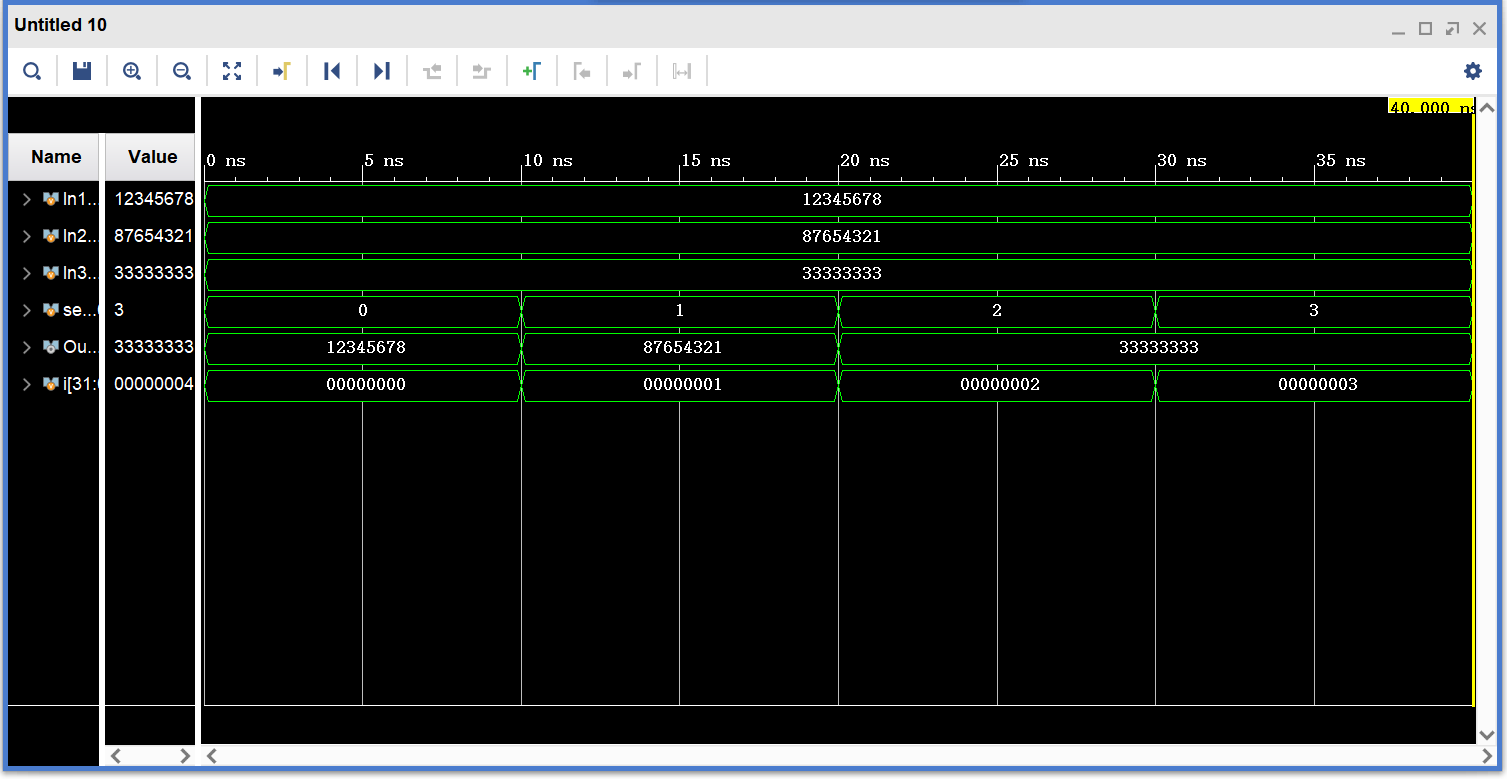 Untitled 10
40.000 ns
Name Value
0 ns 5 ns 10 ns 15 ns 20 ns 25 ns 30 ns 35 ns
In1... 12345678 12345678
In2... 87654321 87654321
In3... 33333333 33333333
se... 3 0 1 2 3
Ou... 33333333 12345678 87654321 33333333
i[31:0 00000004 00000000 00000001 00000002 00000003